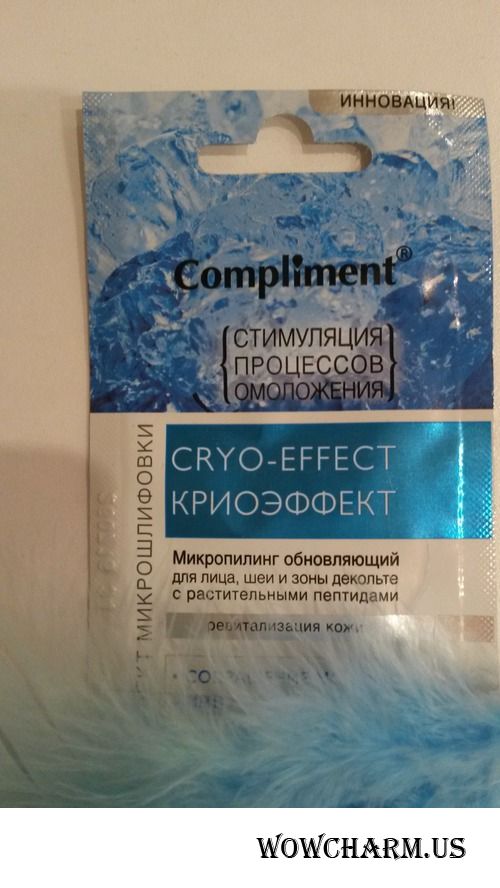 ИННОВАЦИЯ!
Compliment®
СТИМУЛЯЦИЯ
ПРОЦЕССОВ
ОМОЛОЖЕНИЯ
МИКРОШЛИФОВКИ
CRYO-EFFECT
КРИОЭФФЕКТ
Микропилинг обновляющий
для лица, шеи и зоны декольте
с растительными пептидами
ревитализация кожи
WOWCHARM.US